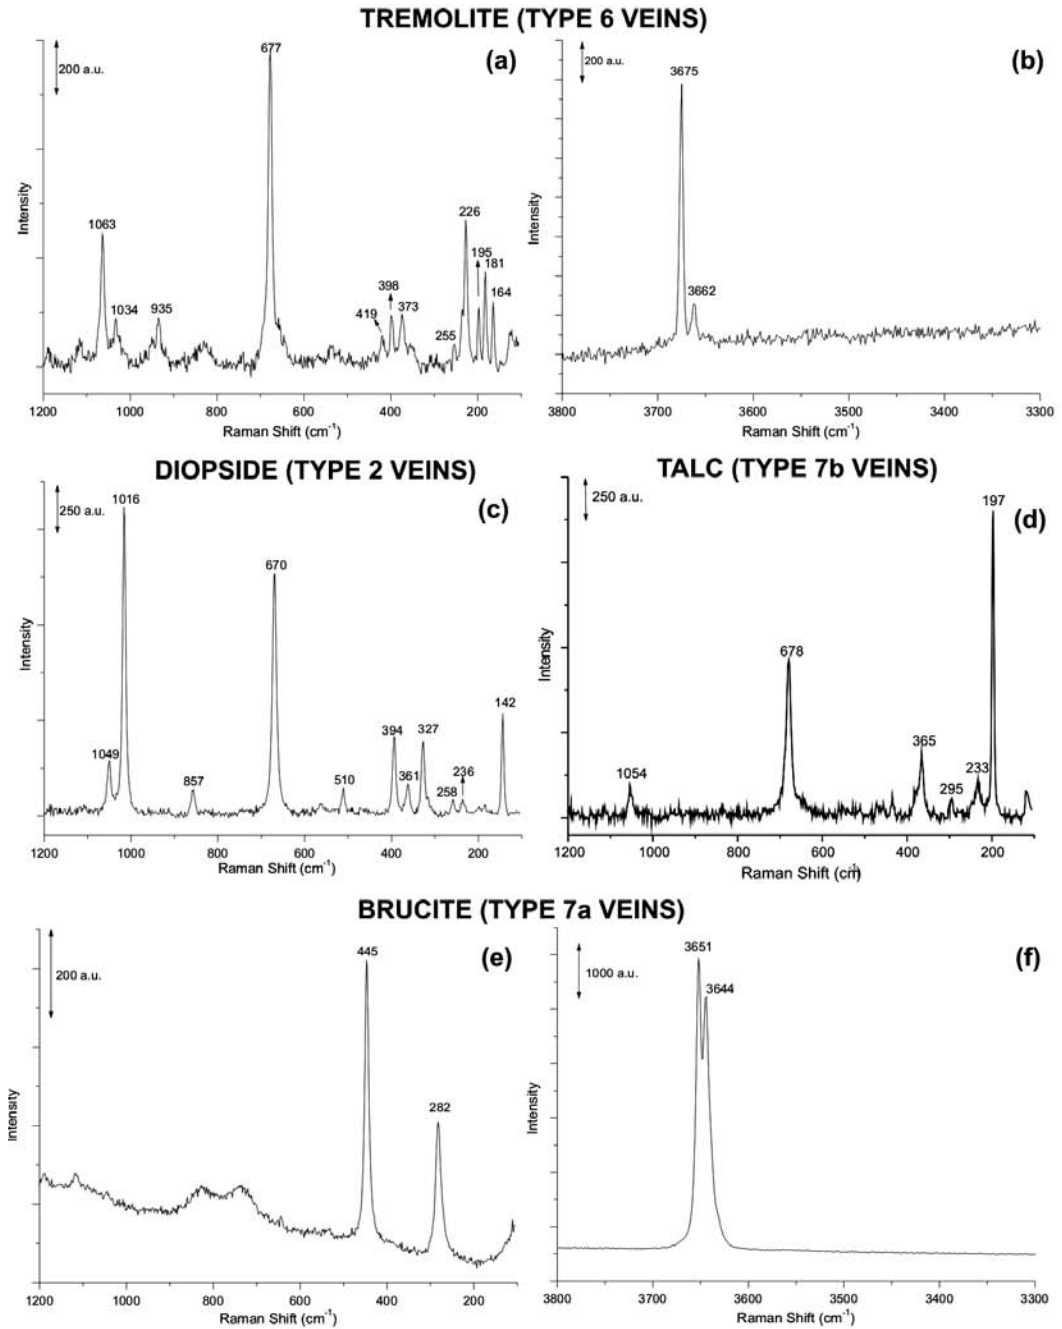 TREMOLITE (TYPE 6 VEINS)
(a)
200 a.u.
677
1063
1034
935
419
398
373
255
226
195
181
164
Intensity
1200 1000 800 600 400 200
Raman Shift (cm-1)
(b)
200 a.u.
3675
3662
Intensity
3800 3700 3600 3500 3400 3300
Raman Shift (cm-1)
DIOPSIDE (TYPE 2 VEINS)
(c)
250 a.u.
1016
1049
857
670
510
394
361
327
258
236
142
Intensity
1200 1000 800 600 400 200
Raman Shift (cm-1)
TALC (TYPE 7b VEINS)
(d)
250 a.u.
197
678
1054
365
295
233
Intensity
1200 1000 800 600 400 200
Raman Shift (cm-1)
BRUCITE (TYPE 7a VEINS)
(e)
200 a.u.
445
282
Intensity
1200 1000 800 600 400 200
Raman Shift (cm-1)
(f)
1000 a.u.
3651
3644
Intensity
3800 3700 3600 3500 3400 3300
Raman Shift (cm-1)